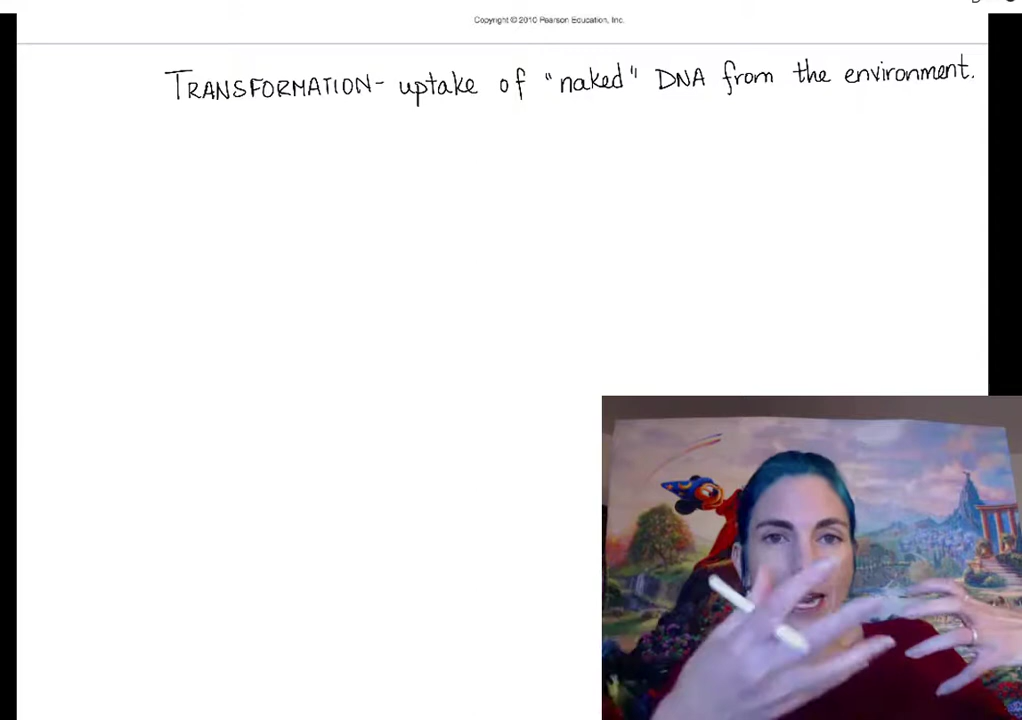 Copyright © 2010 Pearson Education, Inc.
TRANSFORMATION- uptake of "naked" DNA from the environment.